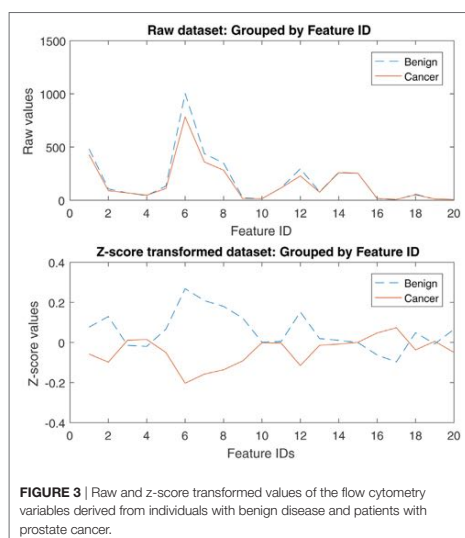 Raw dataset: Grouped by Feature ID
1500
1000
500
0
Raw values
Benign
Cancer
0 2 4 6 8 10 12 14 16 18 20
Feature ID
Z-score transformed dataset: Grouped by Feature ID
0.4
0.2
0
-0.2
-0.4
Z-score values
Benign
Cancer
0 2 4 6 8 10 12 14 16 18 20
Feature IDs
FIGURE 3 | Raw and z-score transformed values of the flow cytometry
variables derived from individuals with benign disease and patients with
prostate cancer.